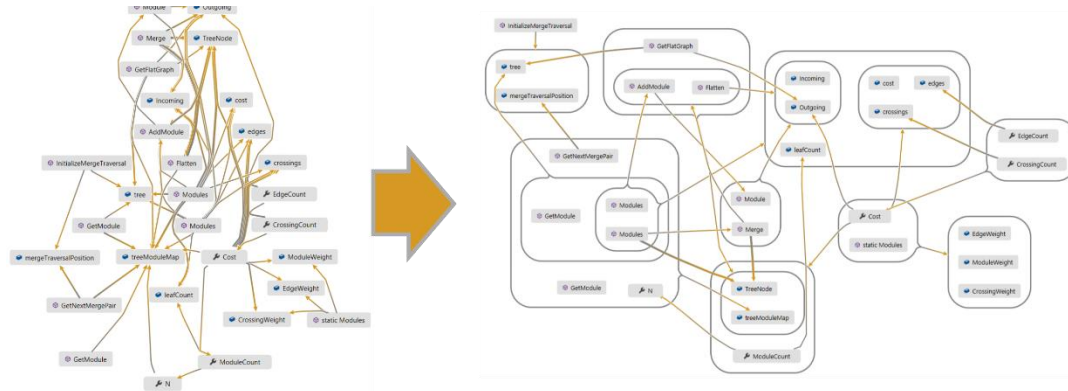 Module
Outgoing
Merge
TreeNode
GetFlatGraph
Incoming
cost
AddModule
edges
InitializeMergeTraversal
Flatten
crossings
tree
Modules
EdgeCount
GetModule
Modules
CrossingCount
mergeTraversalPosition
treeModuleMap
Cost
ModuleWeight
leafCount
EdgeWeight
GetNextMergePair
CrossingWeight
static Modules
GetModule
ModuleCount
N
InitializeMergeTraversal
GetFlatGraph
tree
Incoming
cost
edges
mergeTraversalPosition
AddModule
Flatten
Outgoing
crossings
EdgeCount
GetNextMergePair
leafCount
CrossingCount
GetModule
Modules
Module
Cost
Modules
Merge
static Modules
EdgeWeight
ModuleWeight
GetModule
N
TreeNode
CrossingWeight
treeModuleMap
ModuleCount